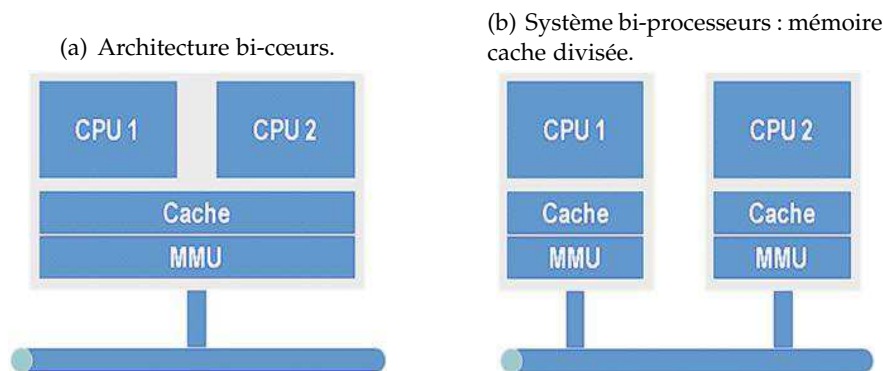 (a) Architecture bi-cœurs.
CPU 1
CPU 2
Cache
MMU
(b) Système bi-processeurs : mémoire
cache divisée.
CPU 1
CPU 2
Cache
Cache
MMU
MMU